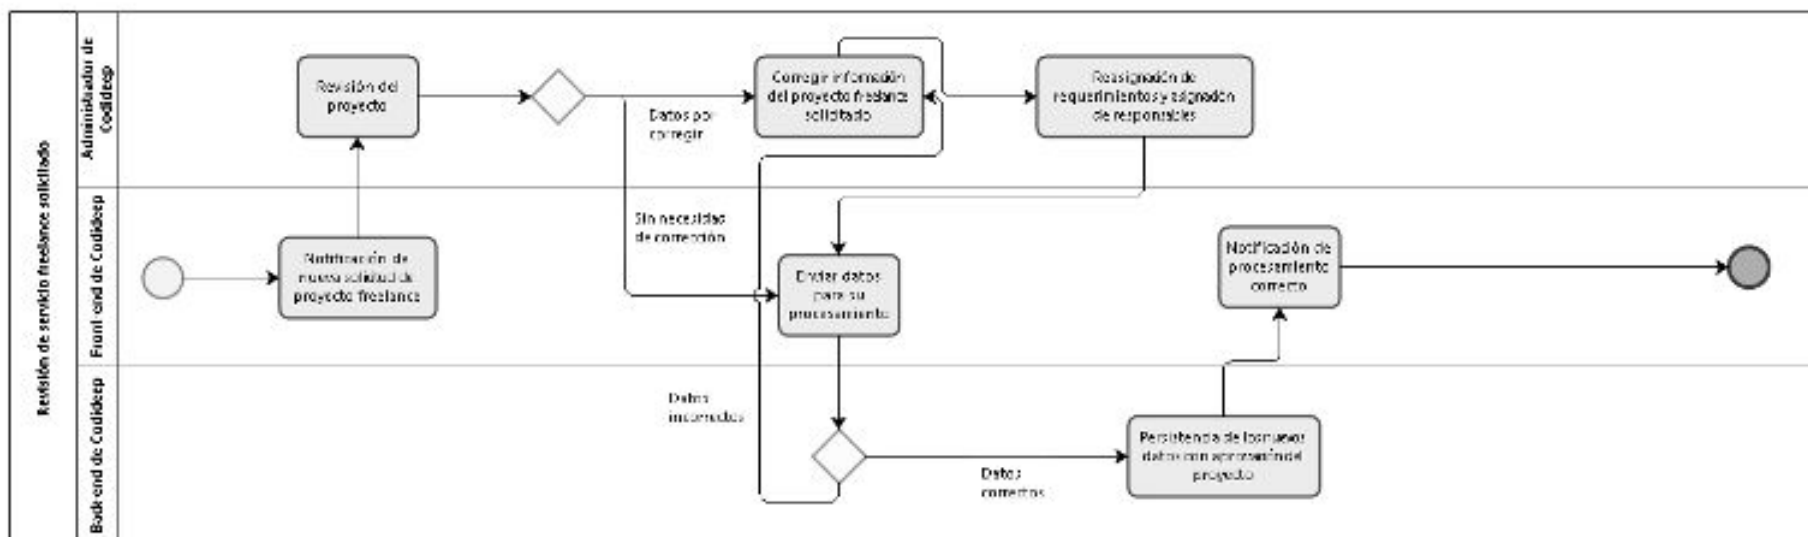 Revisión de servicio freelance solicitado
Administrador de
Codideep
Front-end de Codideep
Back-end de Codideep
Revisión del
proyecto
Datos por
corregir
Corregir información
del proyecto freelance
solicitado
Reasignación de
requerimientos y asignación
de responsables
Notificación de
nueva solicitud de
proyecto freelance
Sin necesidad
de corrección
Enviar datos
para su
procesamiento
Notificación de
procesamiento
correcto
Datos
incorrectos
Datos
correctos
Persistencia de los nuevos
datos con aprobación del
proyecto